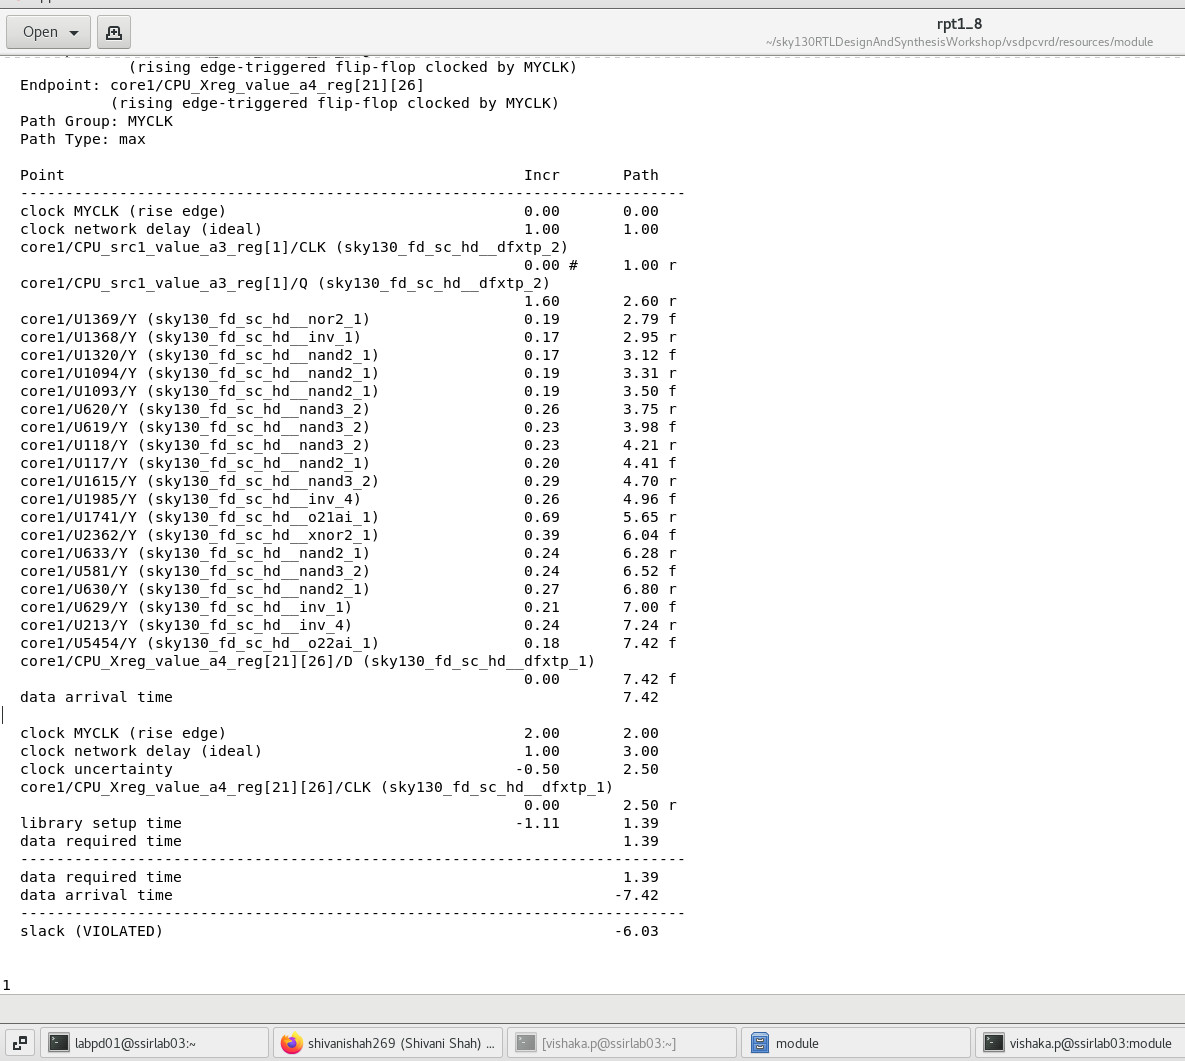 Open
rpt1_8
~/sky130RTLDesignAndSynthesisWorkshop/vsdpcvrd/resources/module
(rising edge-triggered flip-flop clocked by MYCLK)
Endpoint: core1/CPU_Xreg_value_a4_reg[21][26]
(rising edge-triggered flip-flop clocked by MYCLK)
Path Group: MYCLK
Path Type: max
Point Incr Path
--------------------------------------------------------------------------
clock MYCLK (rise edge) 0.00 0.00
clock network delay (ideal) 1.00 1.00
core1/CPU_src1_value_a3_reg[1]/CLK (sky130_fd_sc_hd__dfxtp_2)
0.00 # 1.00 r
core1/CPU_src1_value_a3_reg[1]/Q (sky130_fd_sc_hd__dfxtp_2)
1.60 2.60 r
core1/U1369/Y (sky130_fd_sc_hd__nor2_1) 0.19 2.79 f
core1/U1368/Y (sky130_fd_sc_hd__inv_1) 0.17 2.95 r
core1/U1320/Y (sky130_fd_sc_hd__nand2_1) 0.17 3.12 f
core1/U1094/Y (sky130_fd_sc_hd__nand2_1) 0.19 3.31 r
core1/U1093/Y (sky130_fd_sc_hd__nand2_1) 0.19 3.50 f
core1/U620/Y (sky130_fd_sc_hd__nand3_2) 0.26 3.75 r
core1/U619/Y (sky130_fd_sc_hd__nand3_2) 0.23 3.98 f
core1/U118/Y (sky130_fd_sc_hd__nand3_2) 0.23 4.21 r
core1/U117/Y (sky130_fd_sc_hd__nand2_1) 0.20 4.41 f
core1/U1615/Y (sky130_fd_sc_hd__nand3_2) 0.29 4.70 r
core1/U1985/Y (sky130_fd_sc_hd__inv_4) 0.26 4.96 f
core1/U1741/Y (sky130_fd_sc_hd__o21ai_1) 0.69 5.65 r
core1/U2362/Y (sky130_fd_sc_hd__xnor2_1) 0.39 6.04 f
core1/U633/Y (sky130_fd_sc_hd__nand2_1) 0.24 6.28 r
core1/U581/Y (sky130_fd_sc_hd__nand3_2) 0.24 6.52 f
core1/U630/Y (sky130_fd_sc_hd__nand2_1) 0.27 6.80 r
core1/U629/Y (sky130_fd_sc_hd__inv_1) 0.21 7.00 f
core1/U213/Y (sky130_fd_sc_hd__inv_4) 0.24 7.24 r
core1/U5454/Y (sky130_fd_sc_hd__o22ai_1) 0.18 7.42 f
core1/CPU_Xreg_value_a4_reg[21][26]/D (sky130_fd_sc_hd__dfxtp_1)
0.00 7.42 f
data arrival time 7.42
clock MYCLK (rise edge) 2.00 2.00
clock network delay (ideal) 1.00 3.00
clock uncertainty -0.50 2.50
core1/CPU_Xreg_value_a4_reg[21][26]/CLK (sky130_fd_sc_hd__dfxtp_1)
0.00 2.50 r
library setup time -1.11 1.39
data required time 1.39
--------------------------------------------------------------------------
data required time 1.39
data arrival time -7.42
--------------------------------------------------------------------------
slack (VIOLATED) -6.03
1
labpd01@ssirlab03:~
shivanishah269 (Shivani Shah) ...
[vishaka.p@ssirlab03:~]
module
vishaka.p@ssirlab03:module